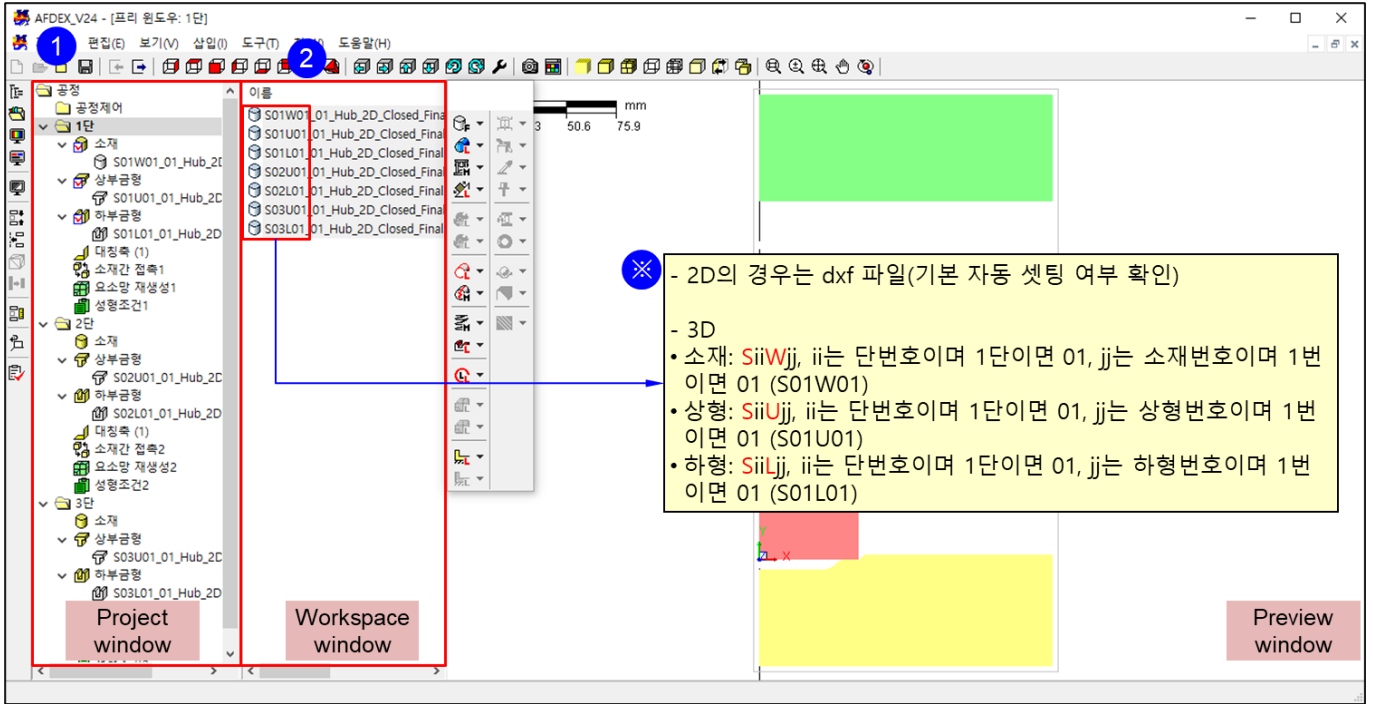 AFDEX_V24 - [프리 윈도우: 1단]
편집(E) 보기(V) 삽입(I) 도구(T) 도움말(H)
1
2
공정
공정제어
1단
소재
S01W01_01_Hub_2D
상부금형
S01U01_01_Hub_2D
하부금형
S01L01_01_Hub_2D
대칭축 (1)
소재간 접촉1
요소망 재생성1
성형조건1
2단
소재
상부금형
S02U01_01_Hub_2D
하부금형
S02L01_01_Hub_2D
대칭축 (1)
소재간 접촉2
요소망 재생성2
성형조건2
3단
소재
상부금형
S03U01_01_Hub_2D
하부금형
S03L01_01_Hub_2D
Project
window
이름
S01W01_01_Hub_2D_Closed_Fina
S01U01_01_Hub_2D_Closed_Final
S01L01_01_Hub_2D_Closed_Final
S02U01_01_Hub_2D_Closed_Final
S02L01_01_Hub_2D_Closed_Final
S03U01_01_Hub_2D_Closed_Final
S03L01_01_Hub_2D_Closed_Final
Workspace
window
mm
3 50.6 75.9
※
- 2D의 경우는 dxf 파일(기본 자동 셋팅 여부 확인)
- 3D
• 소재: SiiWjj, ii는 단번호이며 1단이면 01, jj는 소재번호이며 1번
이면 01 (S01W01)
• 상형: SiiUjj, ii는 단번호이며 1단이면 01, jj는 상형번호이며 1번
이면 01 (S01U01)
• 하형: SiiLjj, ii는 단번호이며 1단이면 01, jj는 하형번호이며 1번
이면 01 (S01L01)
Y
Z X
Preview
window